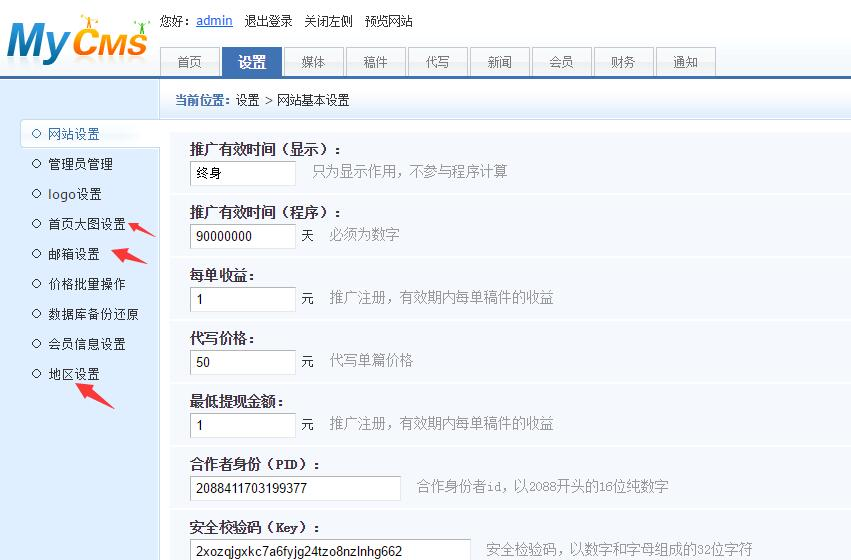 MyCMS
您好：admin 退出登录 关闭左侧 预览网站
首页 设置 媒体 稿件 代写 新闻 会员 财务 通知
当前位置：设置 > 网站基本设置
网站设置
管理员管理
logo设置
首页大图设置
邮箱设置
价格批量操作
数据库备份还原
会员信息设置
地区设置
推广有效时间（显示）：
终身 只为显示作用，不参与程序计算
推广有效时间（程序）：
90000000 天 必须为数字
每单收益：
1 元 推广注册，有效期内每单稿件的收益
代写价格：
50 元 代写单篇价格
最低提现金额：
1 元 推广注册，有效期内每单稿件的收益
合作者身份（PID）：
2088411703199377 合作身份者id，以2088开头的16位纯数字
安全校验码（Key）：
2xozqjgxkc7a6fyjg24tzo8nzlnhg662 安全检验码，以数字和字母组成的32位字符